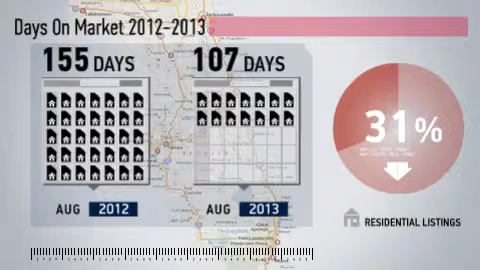 Days On Market 2012-2013
155 DAYS
107 DAYS
31%
AUG 2012
AUG 2013
RESIDENTIAL LISTINGS